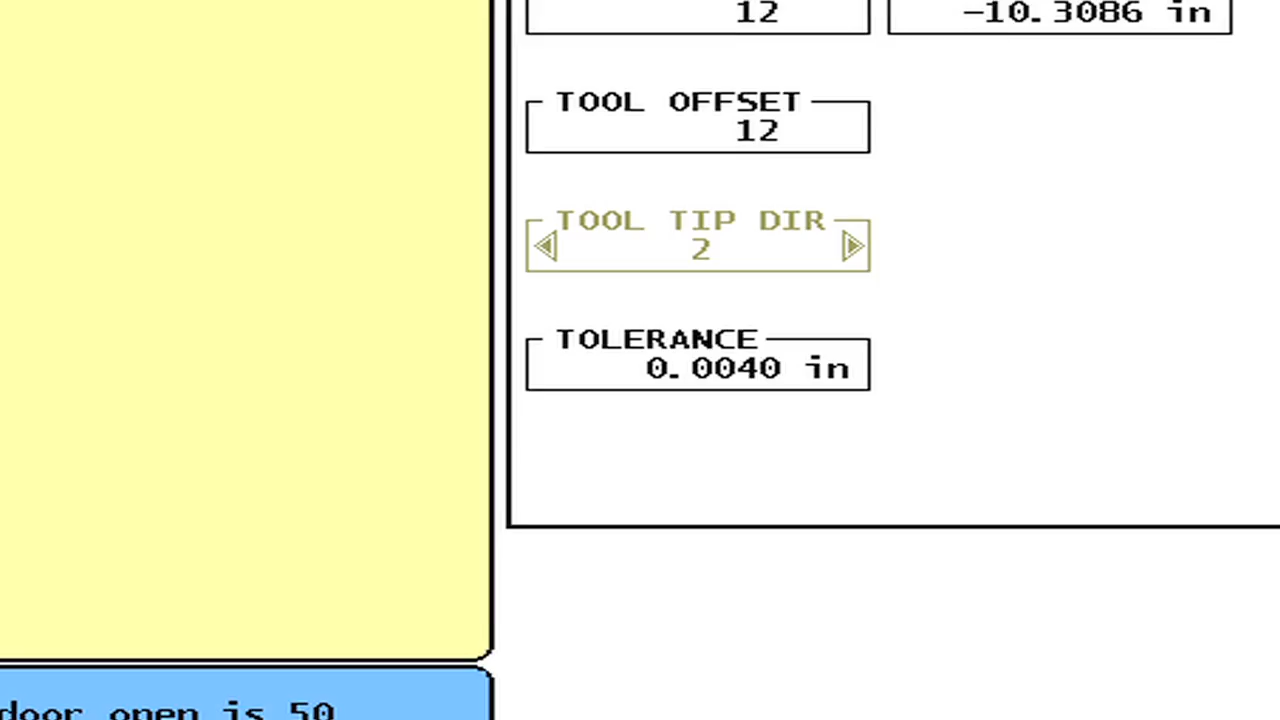 12
−10.3086 in
TOOL OFFSET
12
TOOL TIP DIR
2
TOLERANCE
0.0040 in
door open is 50